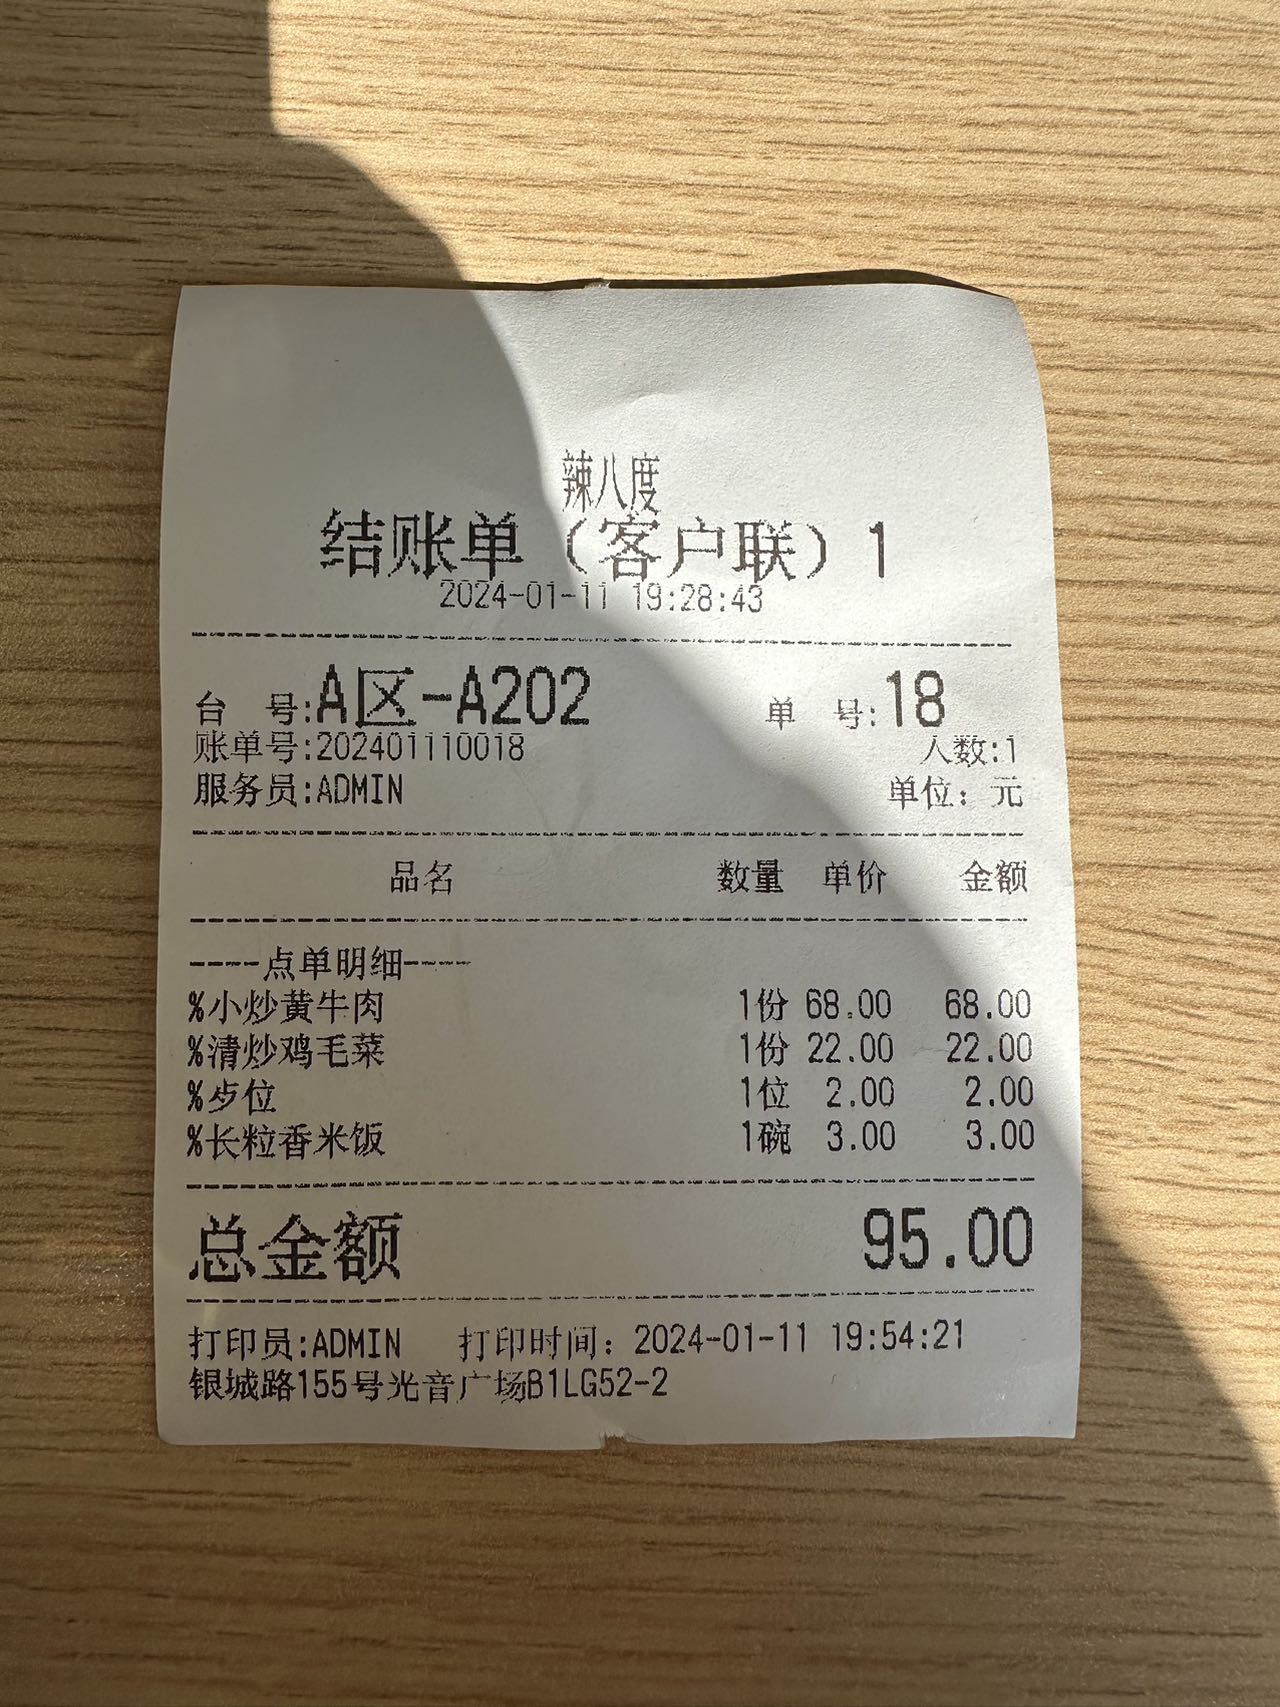 辣八度
结账单（客户联）1
2024-01-11 19:28:43
台 号:A区-A202 单 号:18
账单号:202401110018 人数:1
服务员:ADMIN 单位：元
品名 数量 单价 金额
----点单明细----
%小炒黄牛肉 1份 68.00 68.00
%清炒鸡毛菜 1份 22.00 22.00
%歺位 1位 2.00 2.00
%长粒香米饭 1碗 3.00 3.00
总金额 95.00
打印员:ADMIN 打印时间：2024-01-11 19:54:21
银城路155号光音广场B1LG52-2